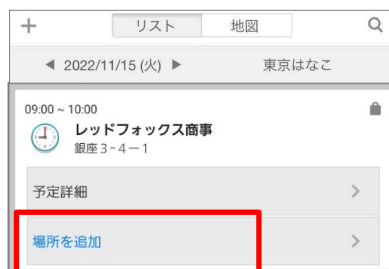 リスト 地図
◀ 2022/11/15 (火) ▶ 東京はなこ
09:00 ~ 10:00
レッドフォックス商事
銀座3-4ー1
予定詳細
場所を追加